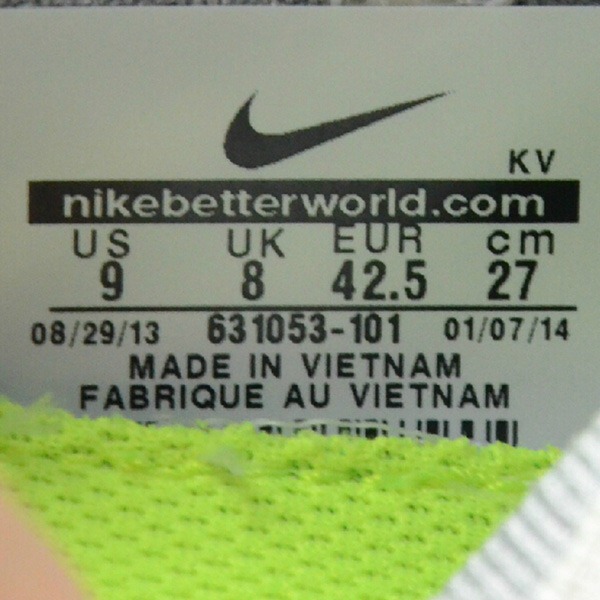 KV
nikebetterworld.com
US UK EUR cm
9 8 42.5 27
08/29/13 631053-101 01/07/14
MADE IN VIETNAM
FABRIQUE AU VIETNAM